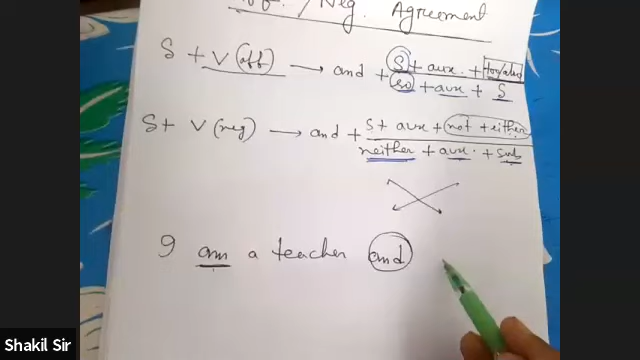 Aff. / Neg. Agreement
S + V (aff) → and + S + aux. + too/also
so + aux + S
S + V (neg) → and + S + aux + not + either
neither + aux + sub
I am a teacher and
Shakil Sir